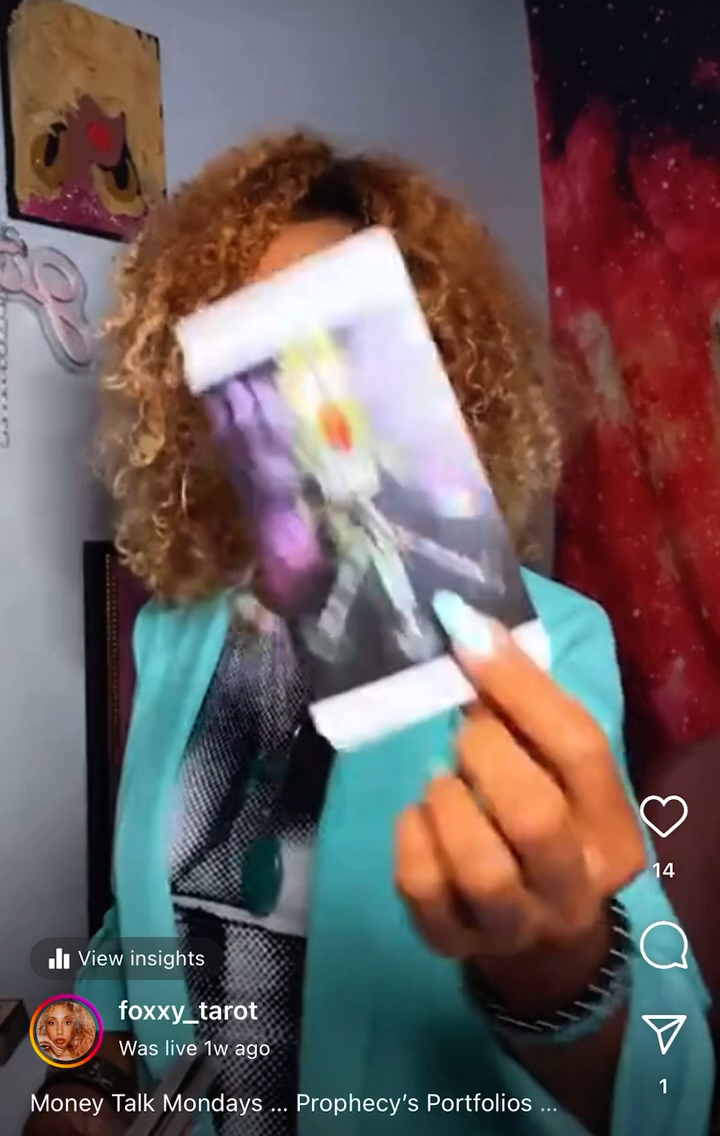 14
View insights
foxxy_tarot
Was live 1w ago
1
Money Talk Mondays ... Prophecy’s Portfolios ...